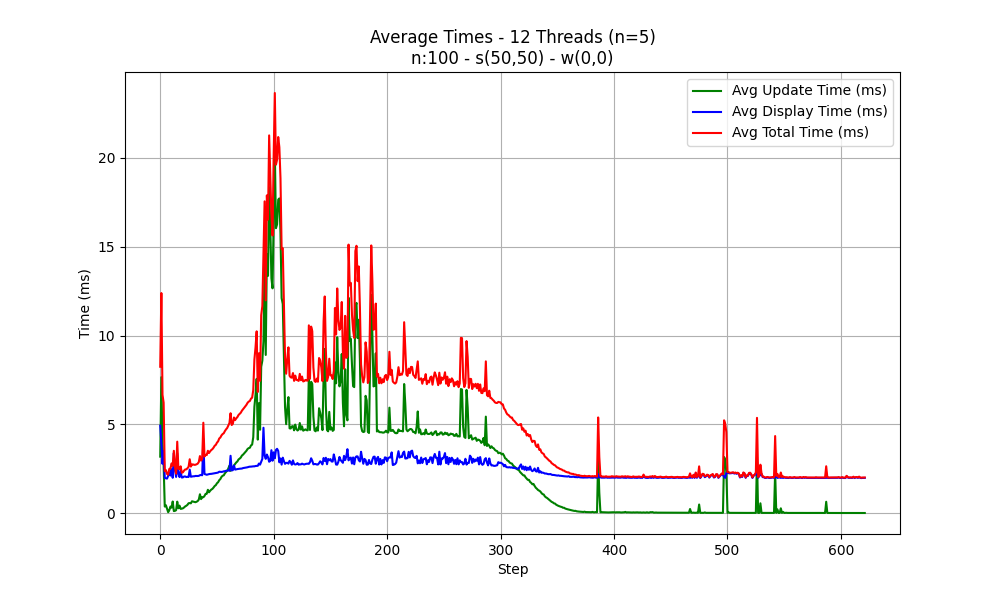 Average Times - 12 Threads (n=5)
n:100 - s(50,50) - w(0,0)
Avg Update Time (ms)
Avg Display Time (ms)
Avg Total Time (ms)
Time (ms)
20
15
10
5
0
0 100 200 300 400 500 600
Step